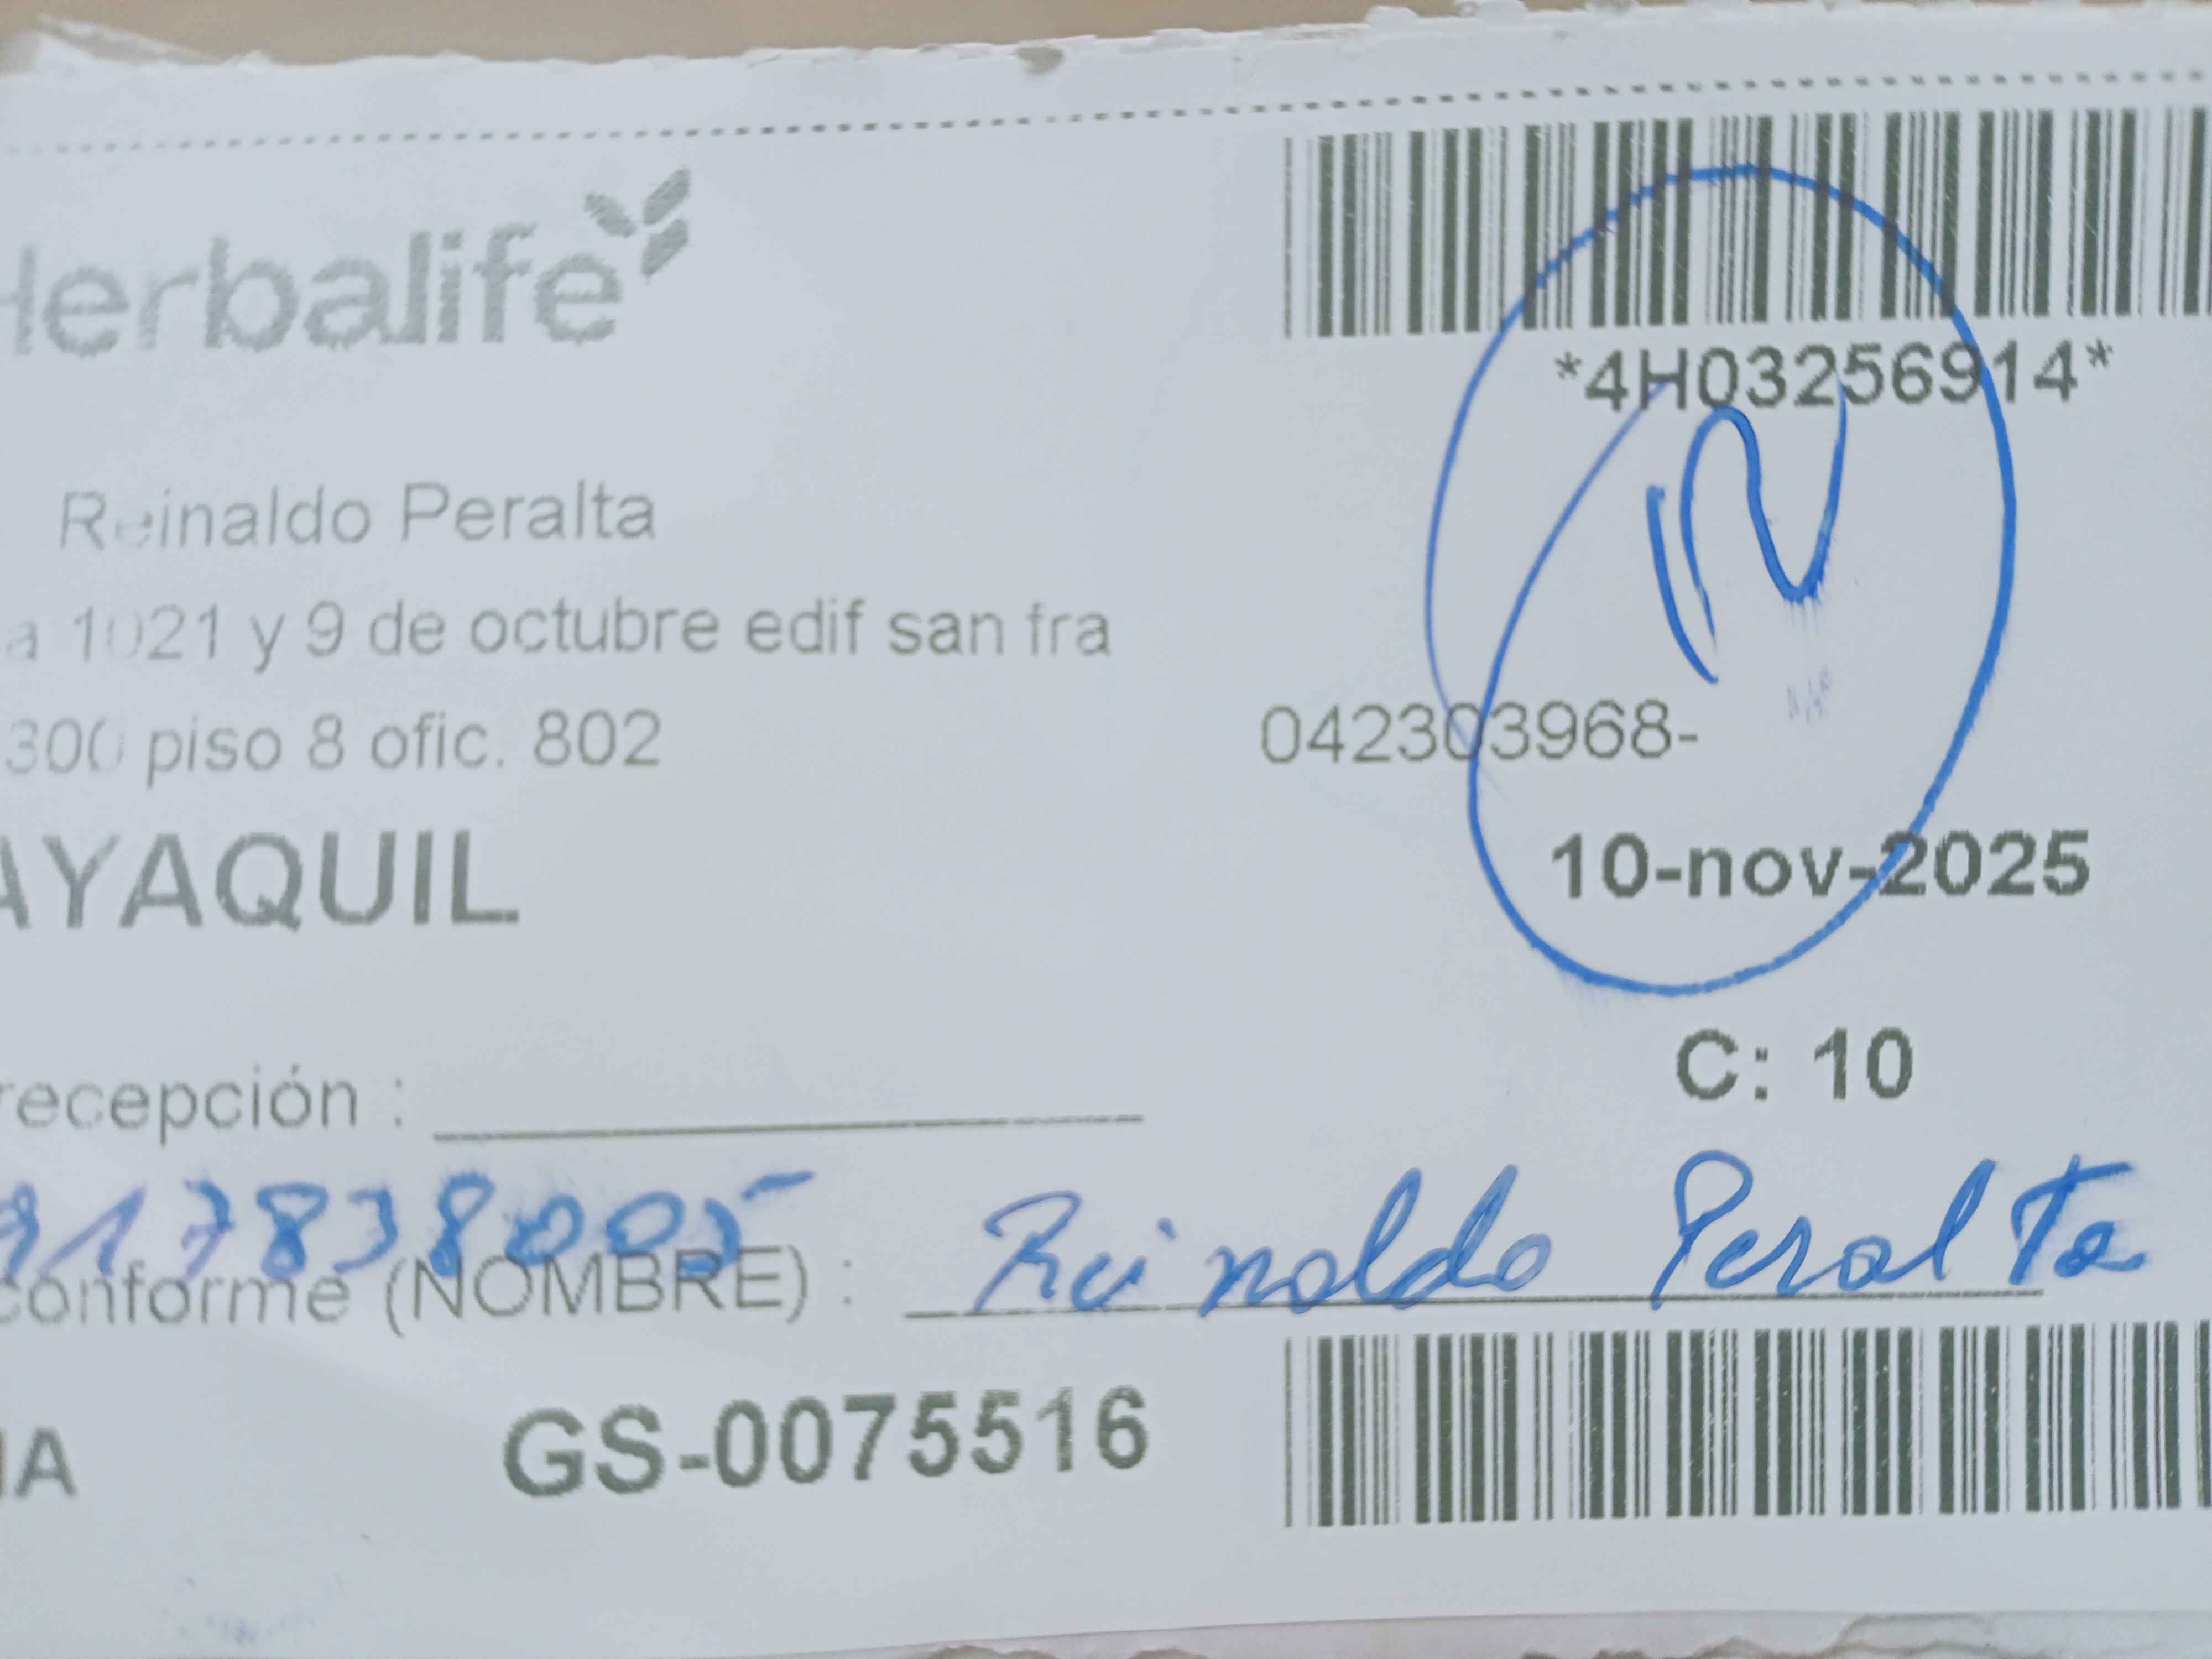 Herbalife
*4H03256914*
Reinaldo Peralta
a 1021 y 9 de octubre edif san fra
300 piso 8 ofic. 802
042303968-
AYAQUIL
10-nov-2025
C: 10
recepción :
917838005
conforme (NOMBRE) : Reinaldo Peralta
GS-0075516